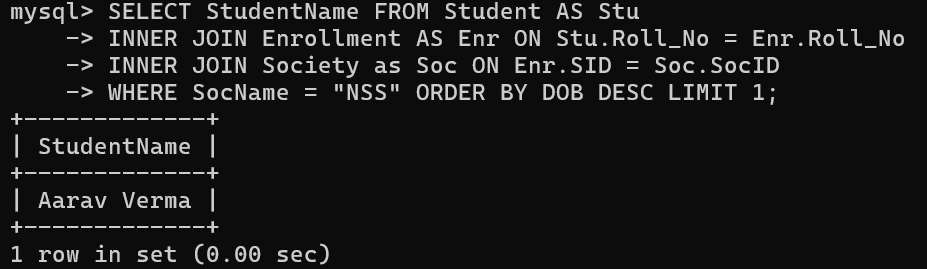 mysql> SELECT StudentName FROM Student AS Stu
    -> INNER JOIN Enrollment AS Enr ON Stu.Roll_No = Enr.Roll_No
    -> INNER JOIN Society as Soc ON Enr.SID = Soc.SocID
    -> WHERE SocName = "NSS" ORDER BY DOB DESC LIMIT 1;
+-------------+
| StudentName |
+-------------+
| Aarav Verma |
+-------------+
1 row in set (0.00 sec)